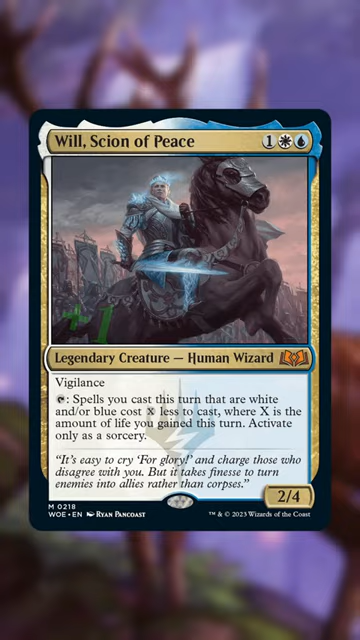 Will, Scion of Peace 1
+1
Legendary Creature — Human Wizard
Vigilance
: Spells you cast this turn that are white
and/or blue cost X less to cast, where X is the
amount of life you gained this turn. Activate
only as a sorcery.
“It's easy to cry ‘For glory!’ and charge those who
disagree with you. But it takes finesse to turn
enemies into allies rather than corpses.”
2/4
M 0218
WOE • EN Ryan Pancoast
™ & © 2023 Wizards of the Coast